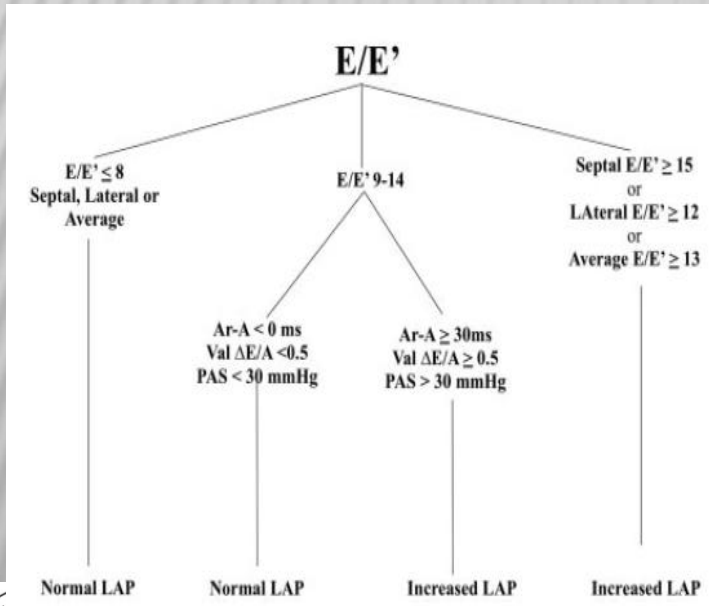 E/E’
E/E’ ≤ 8
Septal, Lateral or
Average
E/E’ 9-14
Septal E/E’ ≥ 15
or
LAteral E/E’ ≥ 12
or
Average E/E’ ≥ 13
Ar-A < 0 ms
Val ΔE/A <0.5
PAS < 30 mmHg
Ar-A ≥ 30ms
Val ΔE/A ≥ 0.5
PAS > 30 mmHg
Normal LAP
Normal LAP
Increased LAP
Increased LAP